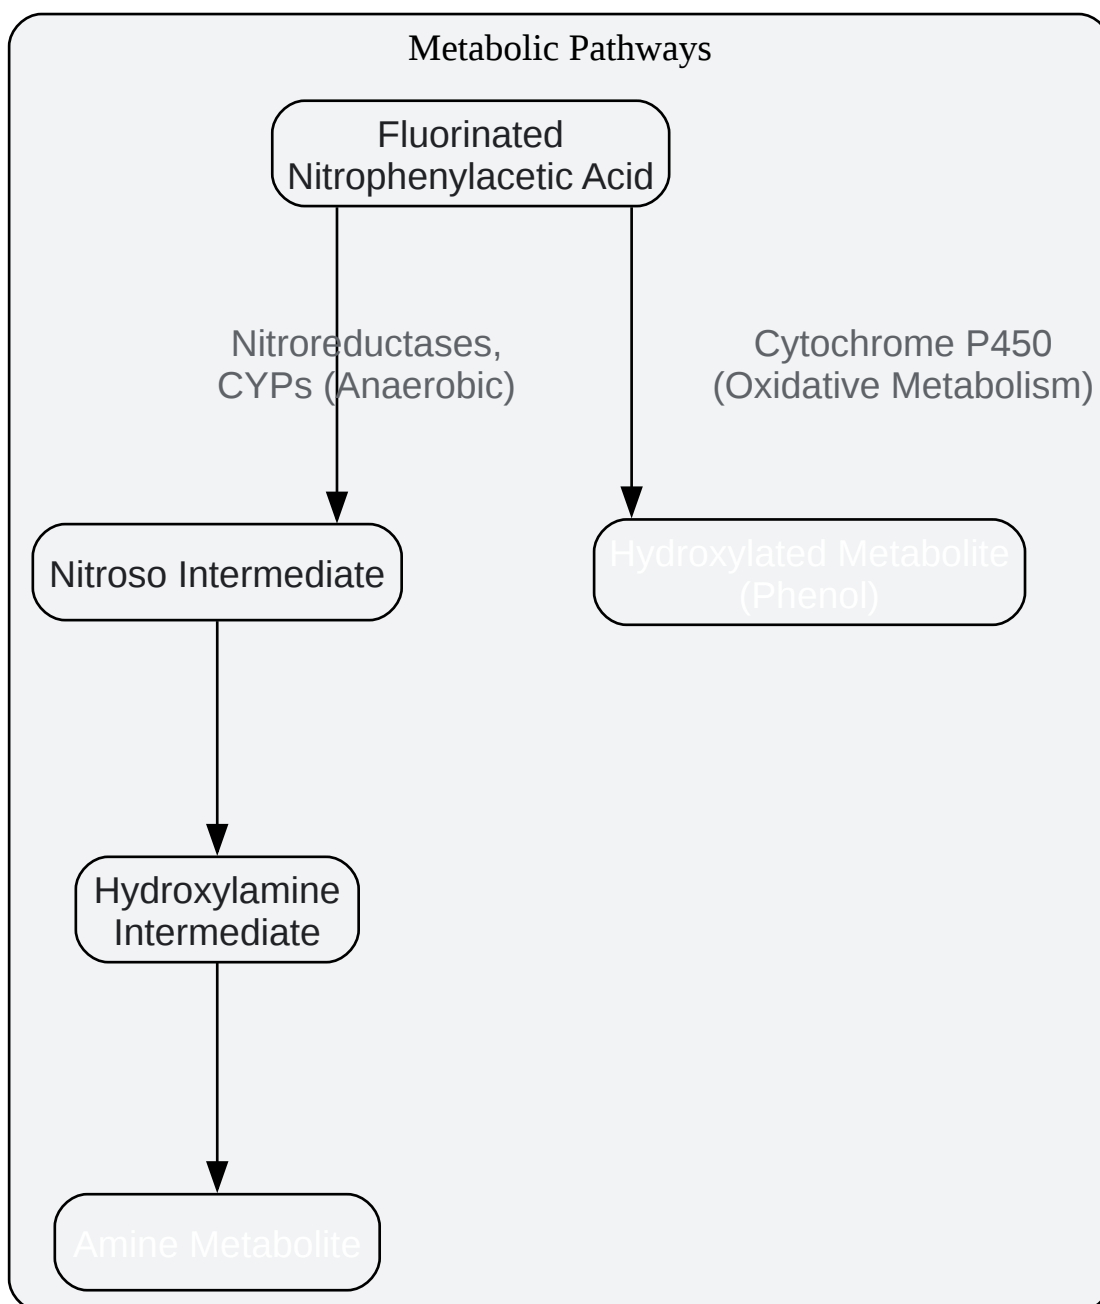 Metabolic Pathways
Fluorinated
Nitrophenylacetic Acid
Nitroreductases,
CYPs (Anaerobic)
Cytochrome P450
(Oxidative Metabolism)
Nitroso Intermediate
Hydroxylated Metabolite
(Phenol)
Hydroxylamine
Intermediate
Amine Metabolite